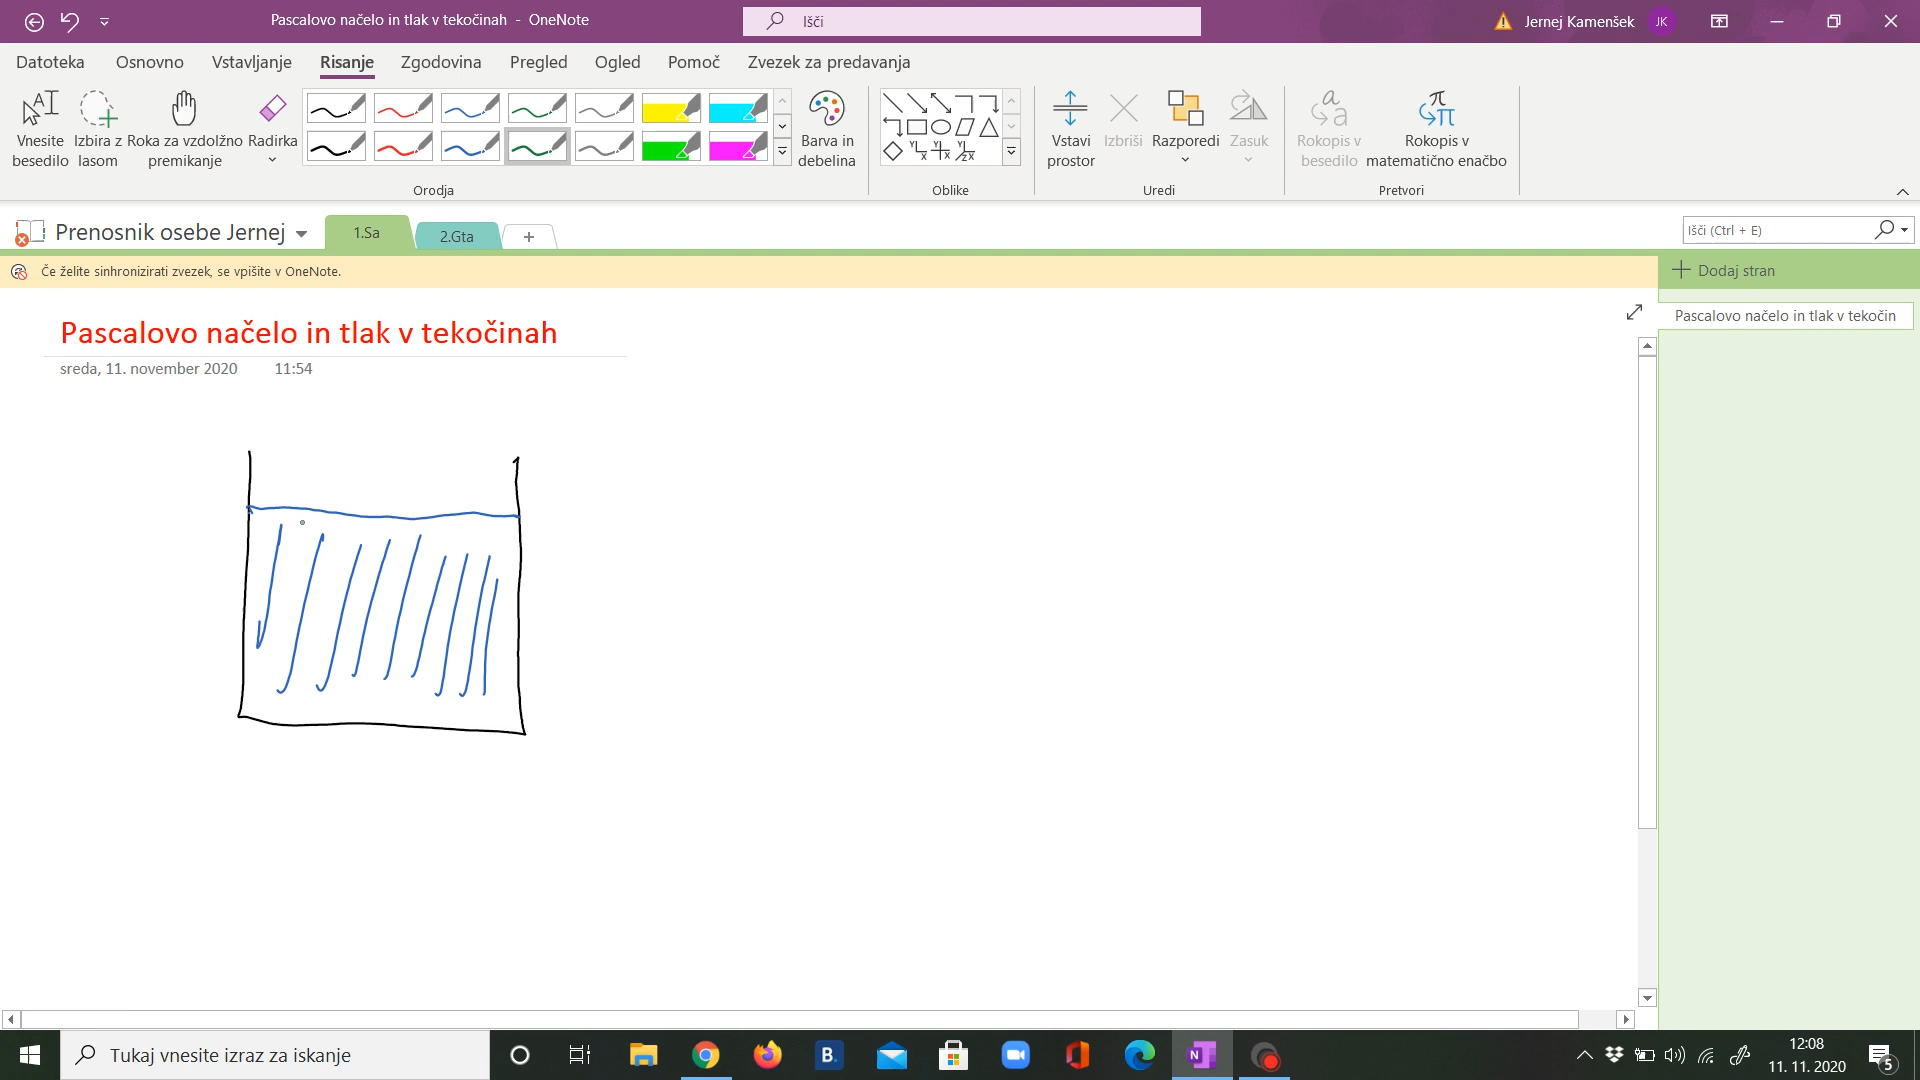 Pascalovo načelo in tlak v tekočinah - OneNote
Išči
Jernej Kamenšek
JK
Datoteka Osnovno Vstavljanje Risanje Zgodovina Pregled Ogled Pomoč Zvezek za predavanja
Vnesite besedilo
Izbira z lasom
Roka za vzdolžno premikanje
Radirka
Barva in debelina
Vstavi prostor
Izbriši
Razporedi
Zasuk
Rokopis v besedilo
Rokopis v matematično enačbo
Orodja
Oblike
Uredi
Pretvori
Prenosnik osebe Jernej
1.Sa
2.Gta
+
Išči (Ctrl + E)
Če želite sinhronizirati zvezek, se vpišite v OneNote.
Dodaj stran
Pascalovo načelo in tlak v tekočinah
sreda, 11. november 2020 11:54
Pascalovo načelo in tlak v tekočin
Tukaj vnesite izraz za iskanje
B.
N
12:08
11. 11. 2020
5